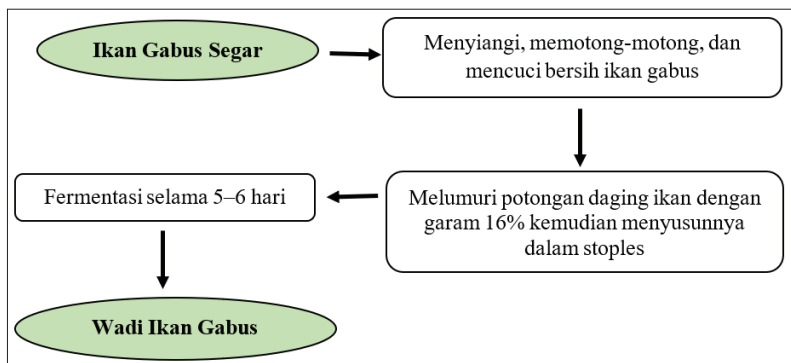 Ikan Gabus Segar
Menyiangi, memotong-motong, dan
mencuci bersih ikan gabus
Melumuri potongan daging ikan dengan
garam 16% kemudian menyusunnya
dalam stoples
Fermentasi selama 5–6 hari
Wadi Ikan Gabus